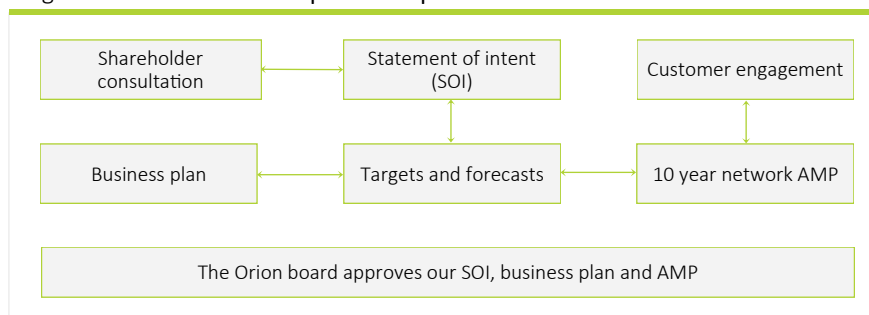 Shareholder
consultation
Statement of intent
(SOI)
Customer engagement
Business plan
Targets and forecasts
10 year network AMP
The Orion board approves our SOI, business plan and AMP